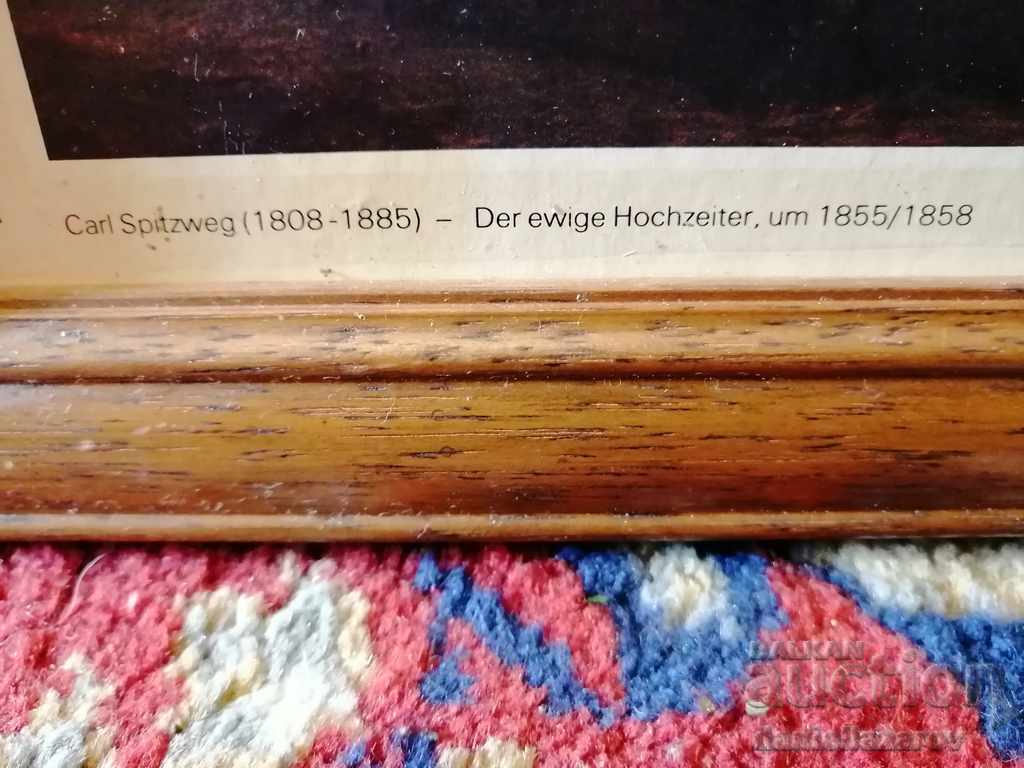 Carl Spitzweg (1808-1885) – Der ewige Hochzeiter, um 1855/1858
BALKAN
auction